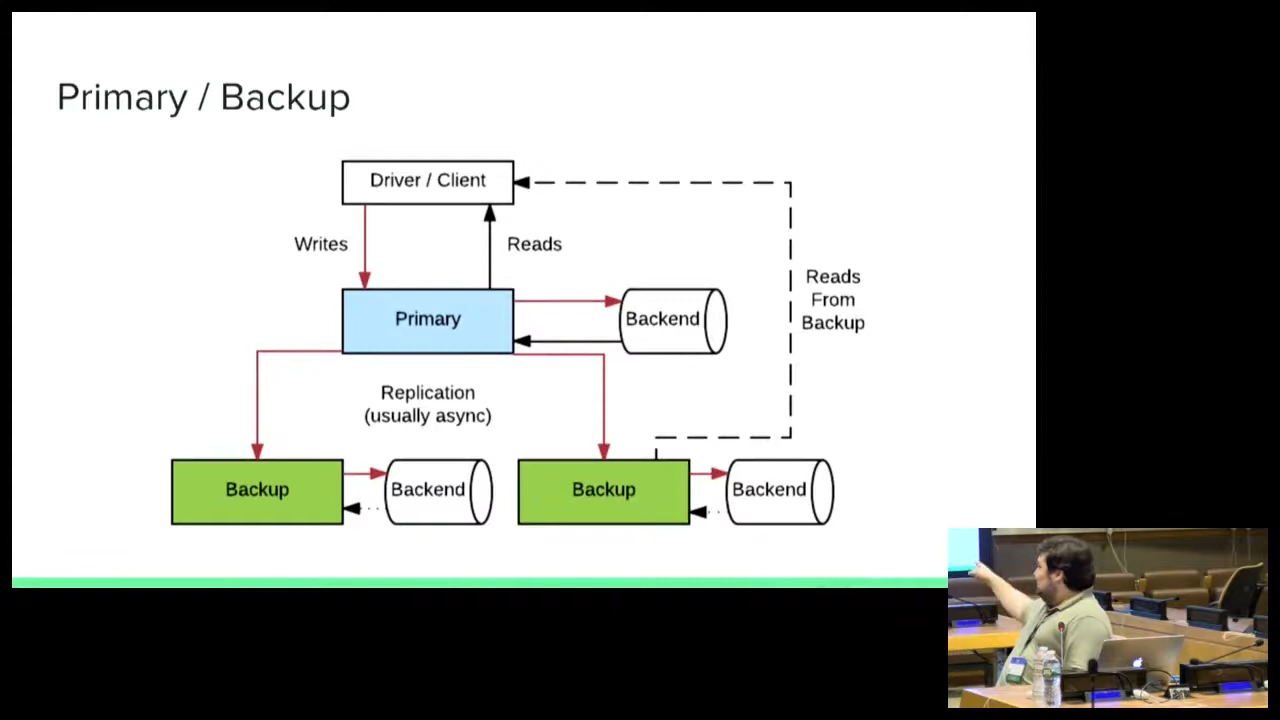 Primary / Backup
Driver / Client
Writes
Reads
Reads
From
Backup
Primary
Backend
Replication
(usually async)
Backup
Backend
Backup
Backend